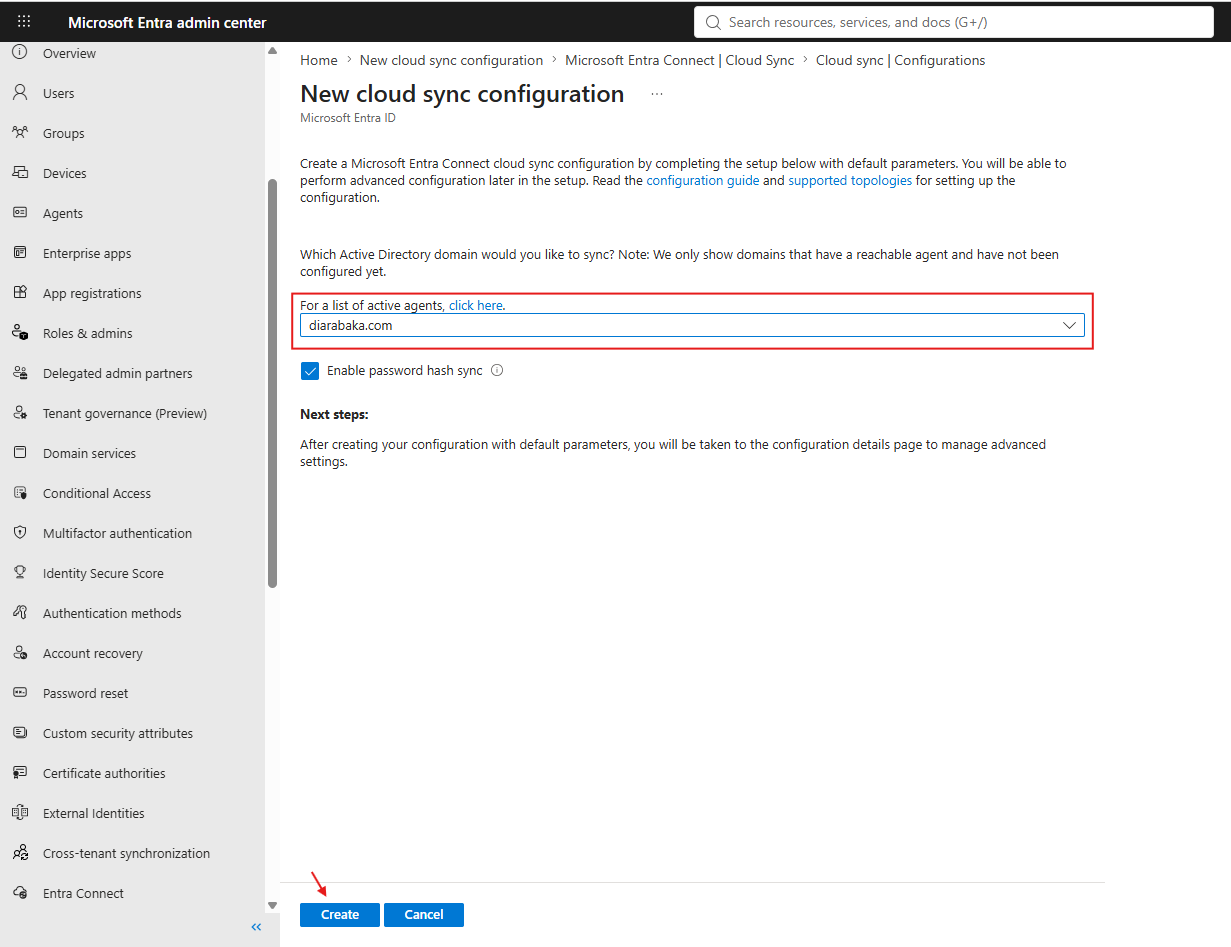 Microsoft Entra admin center
Search resources, services, and docs (G+/)
Overview
Users
Groups
Devices
Agents
Enterprise apps
App registrations
Roles & admins
Delegated admin partners
Tenant governance (Preview)
Domain services
Conditional Access
Multifactor authentication
Identity Secure Score
Authentication methods
Account recovery
Password reset
Custom security attributes
Certificate authorities
External Identities
Cross-tenant synchronization
Entra Connect
Home > New cloud sync configuration > Microsoft Entra Connect | Cloud Sync > Cloud sync | Configurations
New cloud sync configuration ...
Microsoft Entra ID
Create a Microsoft Entra Connect cloud sync configuration by completing the setup below with default parameters. You will be able to
perform advanced configuration later in the setup. Read the configuration guide and supported topologies for setting up the
configuration.
Which Active Directory domain would you like to sync? Note: We only show domains that have a reachable agent and have not been
configured yet.
For a list of active agents, click here.
diarabaka.com
Enable password hash sync
Next steps:
After creating your configuration with default parameters, you will be taken to the configuration details page to manage advanced
settings.
Create
Cancel